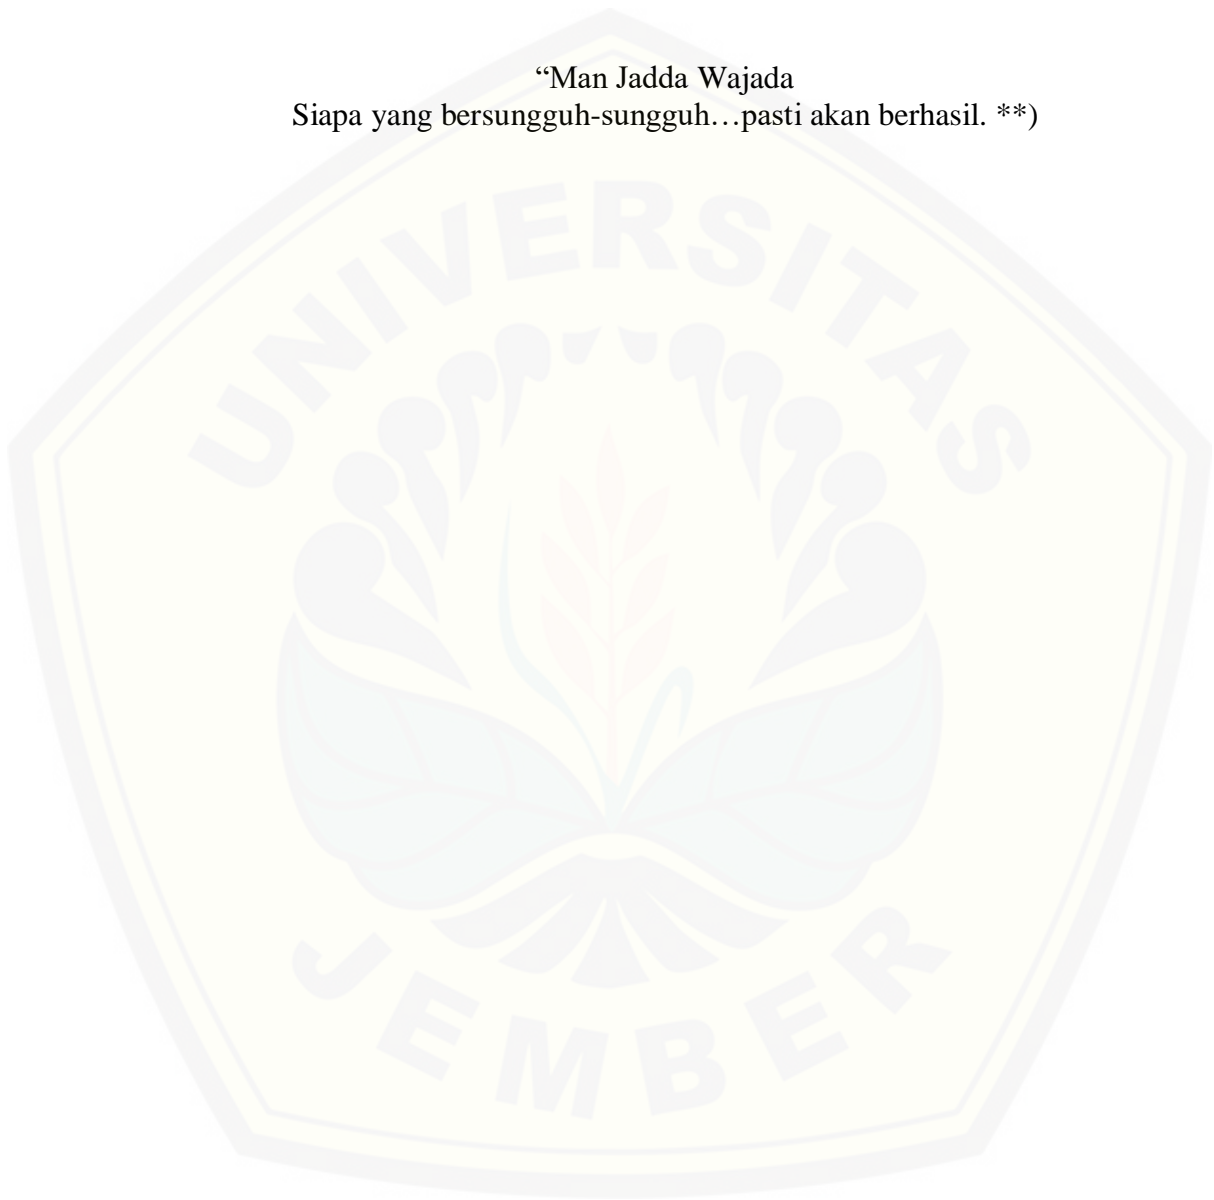 “Man Jadda Wajada
Siapa yang bersungguh-sungguh…pasti akan berhasil. **)
UNIVERSITAS
JEMBER